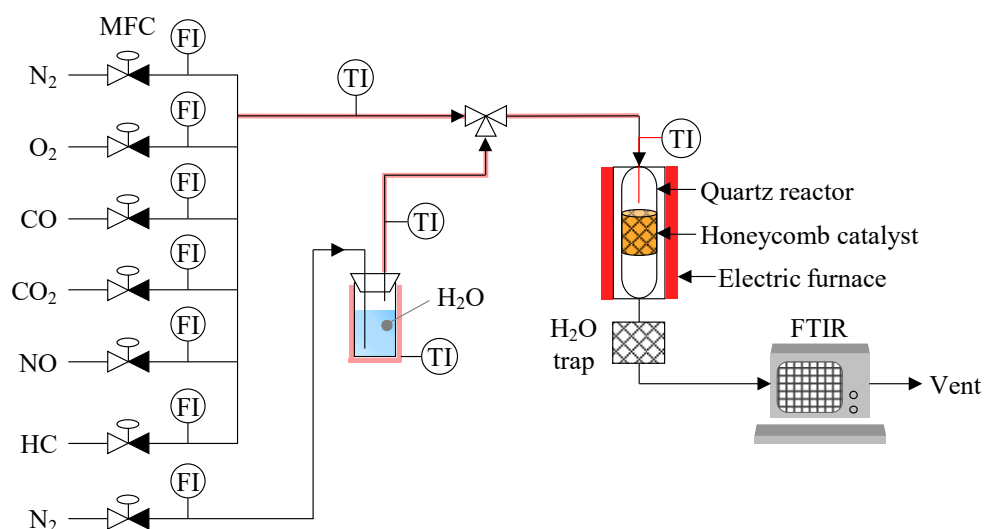 MFC
FI
N₂
TI
FI
O₂
TI
FI
Quartz reactor
CO
Honeycomb catalyst
TI
FI
Electric furnace
CO₂
H₂O
FI
H₂O
trap
FTIR
NO
TI
Vent
FI
HC
FI
N₂